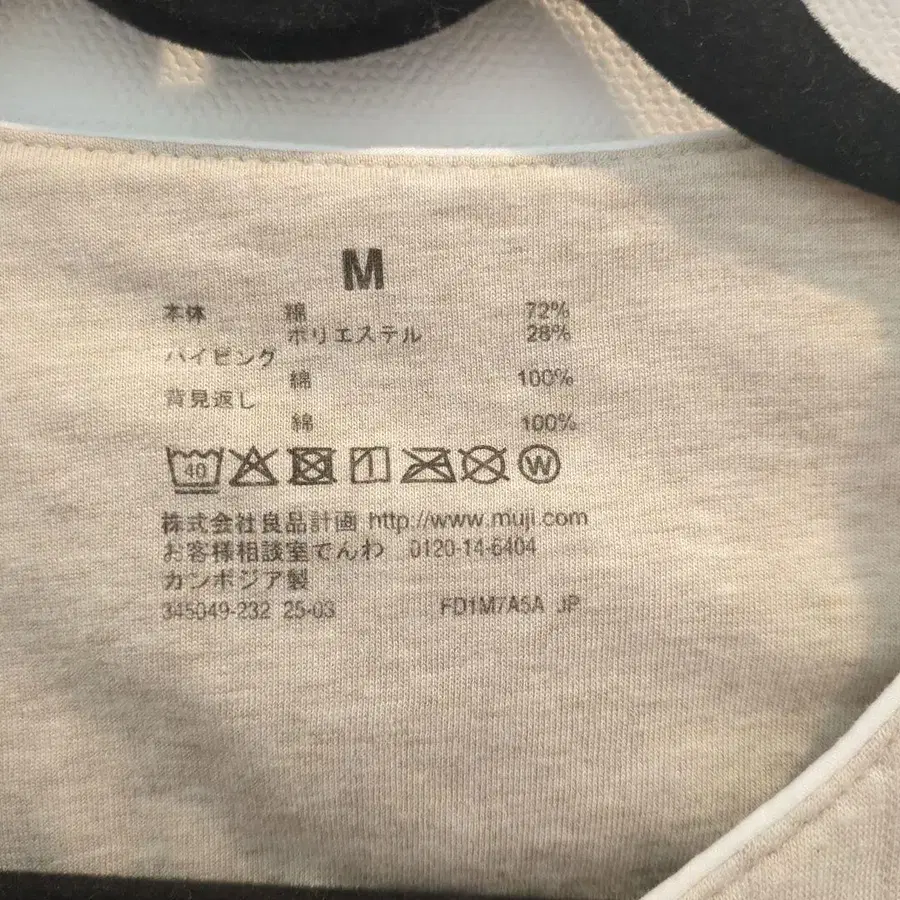 M
本体 綿 72%
ポリエステル 28%
パイピング
綿 100%
背見返し
綿 100%
40 W
株式会社良品計画 http://www.muji.com
お客様相談室でんわ 0120-14-6404
カンボジア製
345049-232 25-03 FD1M7A5A JP